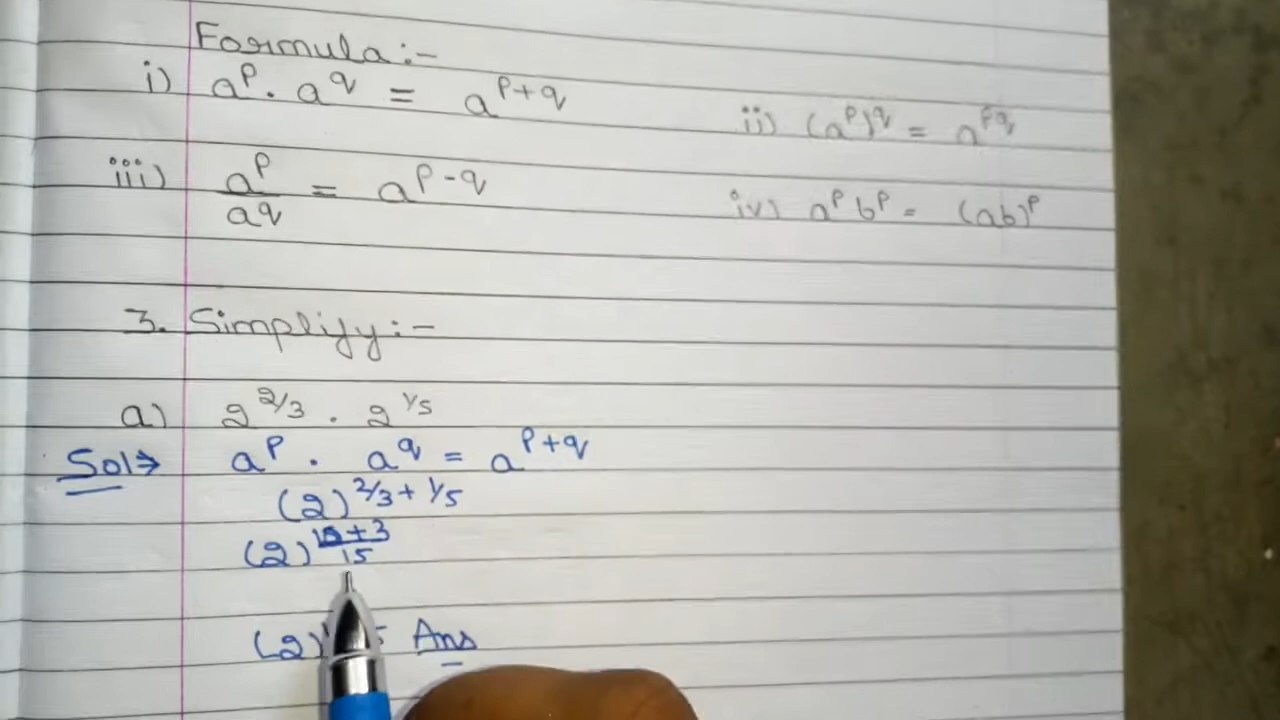 Formula:-
i) a^p . a^q = a^(p+q)
ii) (a^p)^q = a^(pq)
iii) a^p/a^q = a^(p-q)
iv) a^p b^p = (ab)^p
3. Simplify:-
a) 2^(2/3) . 2^(1/5)
Sol⇒ a^p . a^q = a^(p+q)
(2)^(2/3 + 1/5)
(2)^((10+3)/15)
(2) Ans